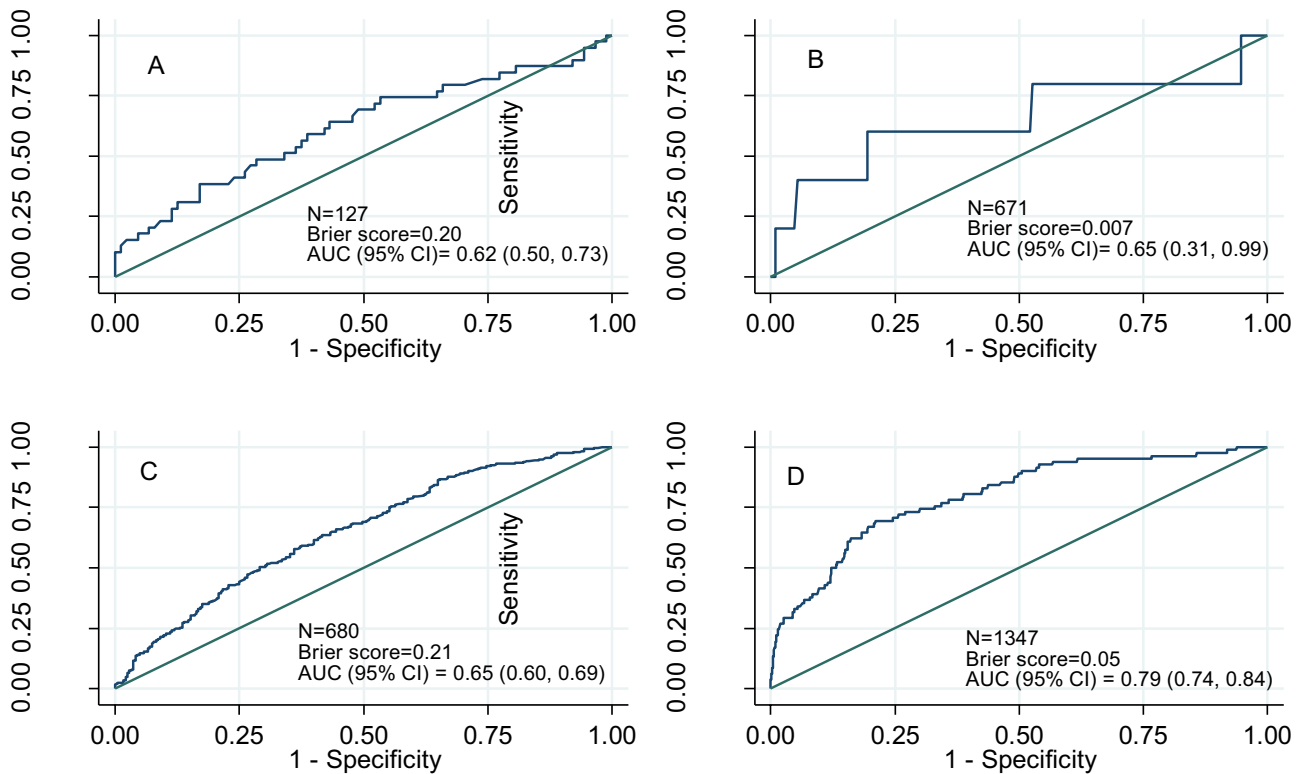 A
1.00
0.75
0.50
0.25
0.00
Sensitivity
N=127
Brier score=0.20
AUC (95% CI)= 0.62 (0.50, 0.73)
0.00 0.25 0.50 0.75 1.00
1 - Specificity
B
1.00
0.75
0.50
0.25
0.00
N=671
Brier score=0.007
AUC (95% CI)= 0.65 (0.31, 0.99)
0.00 0.25 0.50 0.75 1.00
1 - Specificity
C
1.00
0.75
0.50
0.25
0.00
Sensitivity
N=680
Brier score=0.21
AUC (95% CI) = 0.65 (0.60, 0.69)
0.00 0.25 0.50 0.75 1.00
1 - Specificity
D
1.00
0.75
0.50
0.25
0.00
N=1347
Brier score=0.05
AUC (95% CI) = 0.79 (0.74, 0.84)
0.00 0.25 0.50 0.75 1.00
1 - Specificity